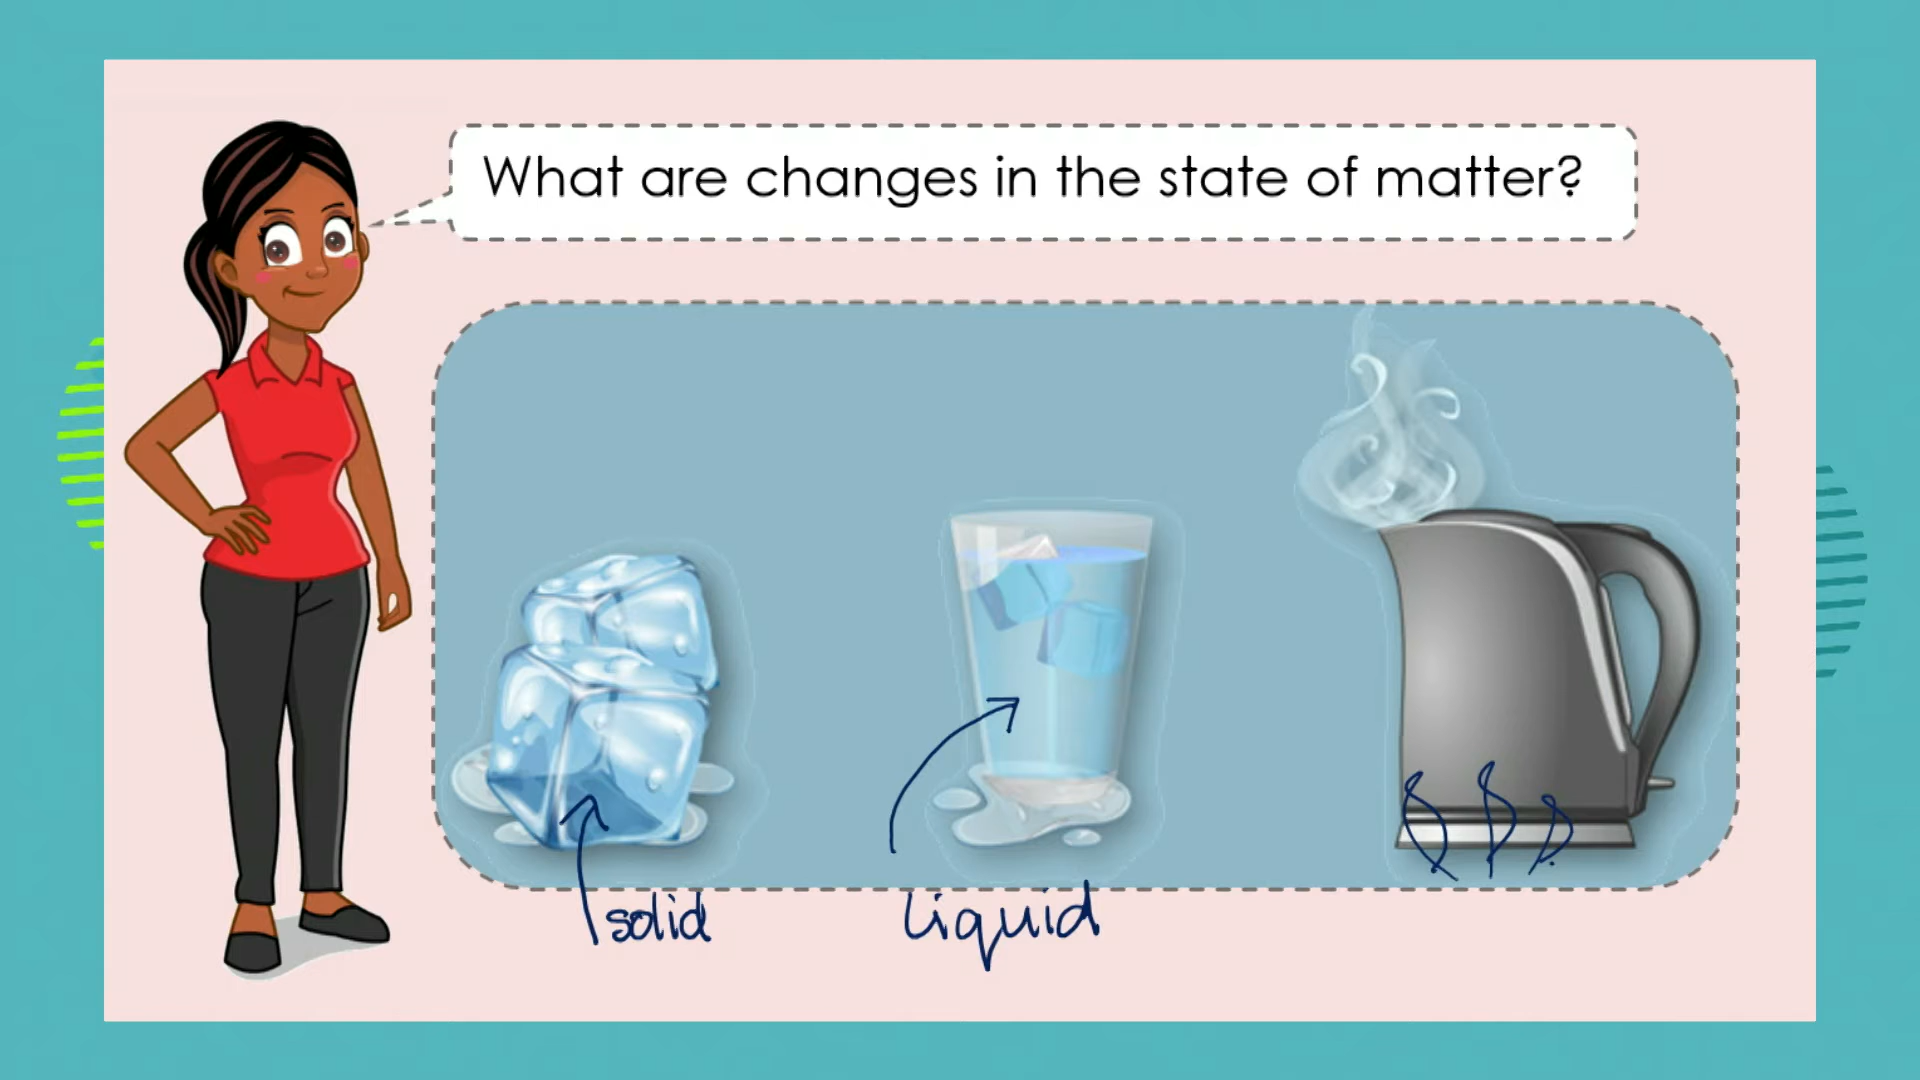 What are changes in the state of matter?
solid
Liquid